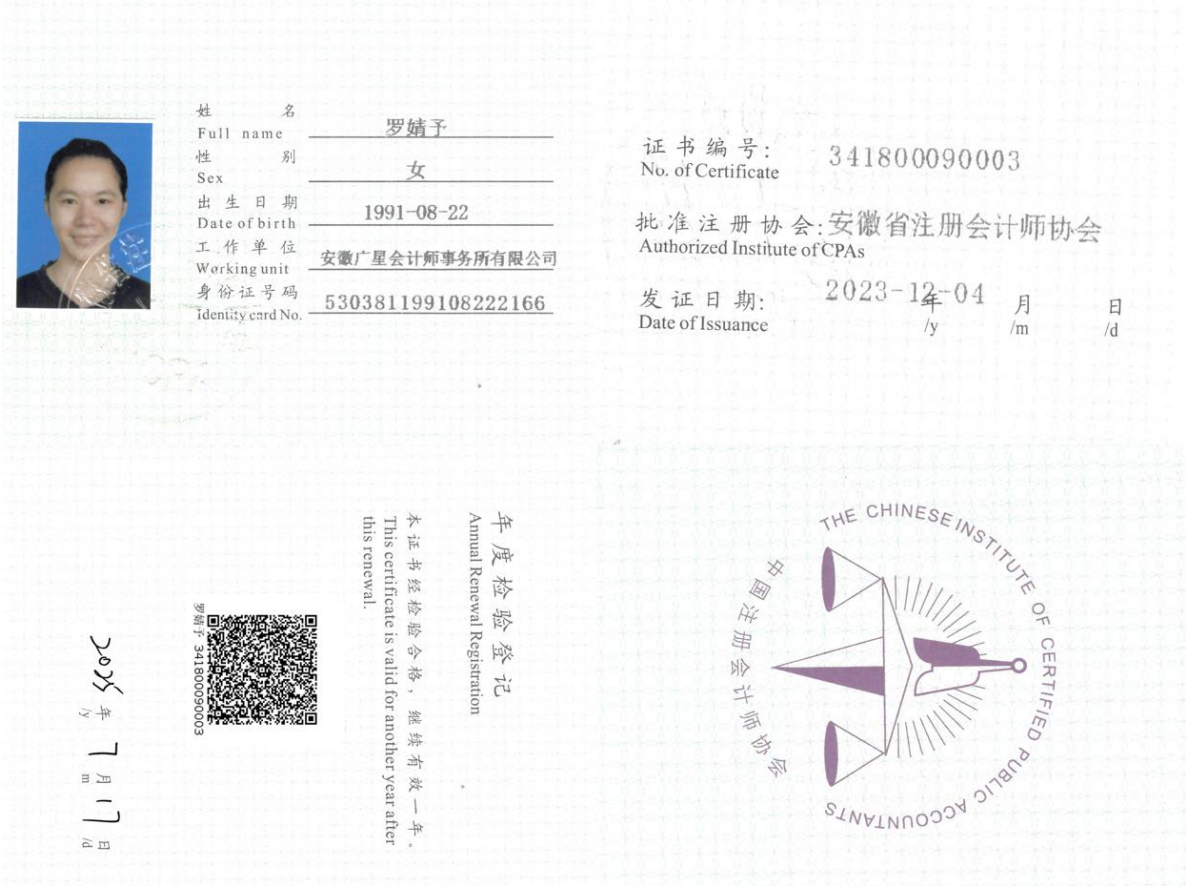 姓 名
Full name
罗婧予
性 别
Sex
女
出生日期
Date of birth
1991-08-22
工作单位
Working unit
安徽广星会计师事务所有限公司
身份证号码
Identity card No.
530381199108222166
证书编号:
No. of Certificate
341800090003
批准注册协会:
Authorized Institute of CPAs
安徽省注册会计师协会
发证日期:
Date of Issuance
2023-12-04
年 月 日
/y /m /d
年度检验登记
Annual Renewal Registration
本证书经检验合格，继续有效一年。
This certificate is valid for another year after
this renewal.
罗婧予 341800090003
2025 年 7 月 17 日
/y m /d
THE CHINESE INSTITUTE OF CERTIFIED PUBLIC ACCOUNTANTS
中国注册会计师协会